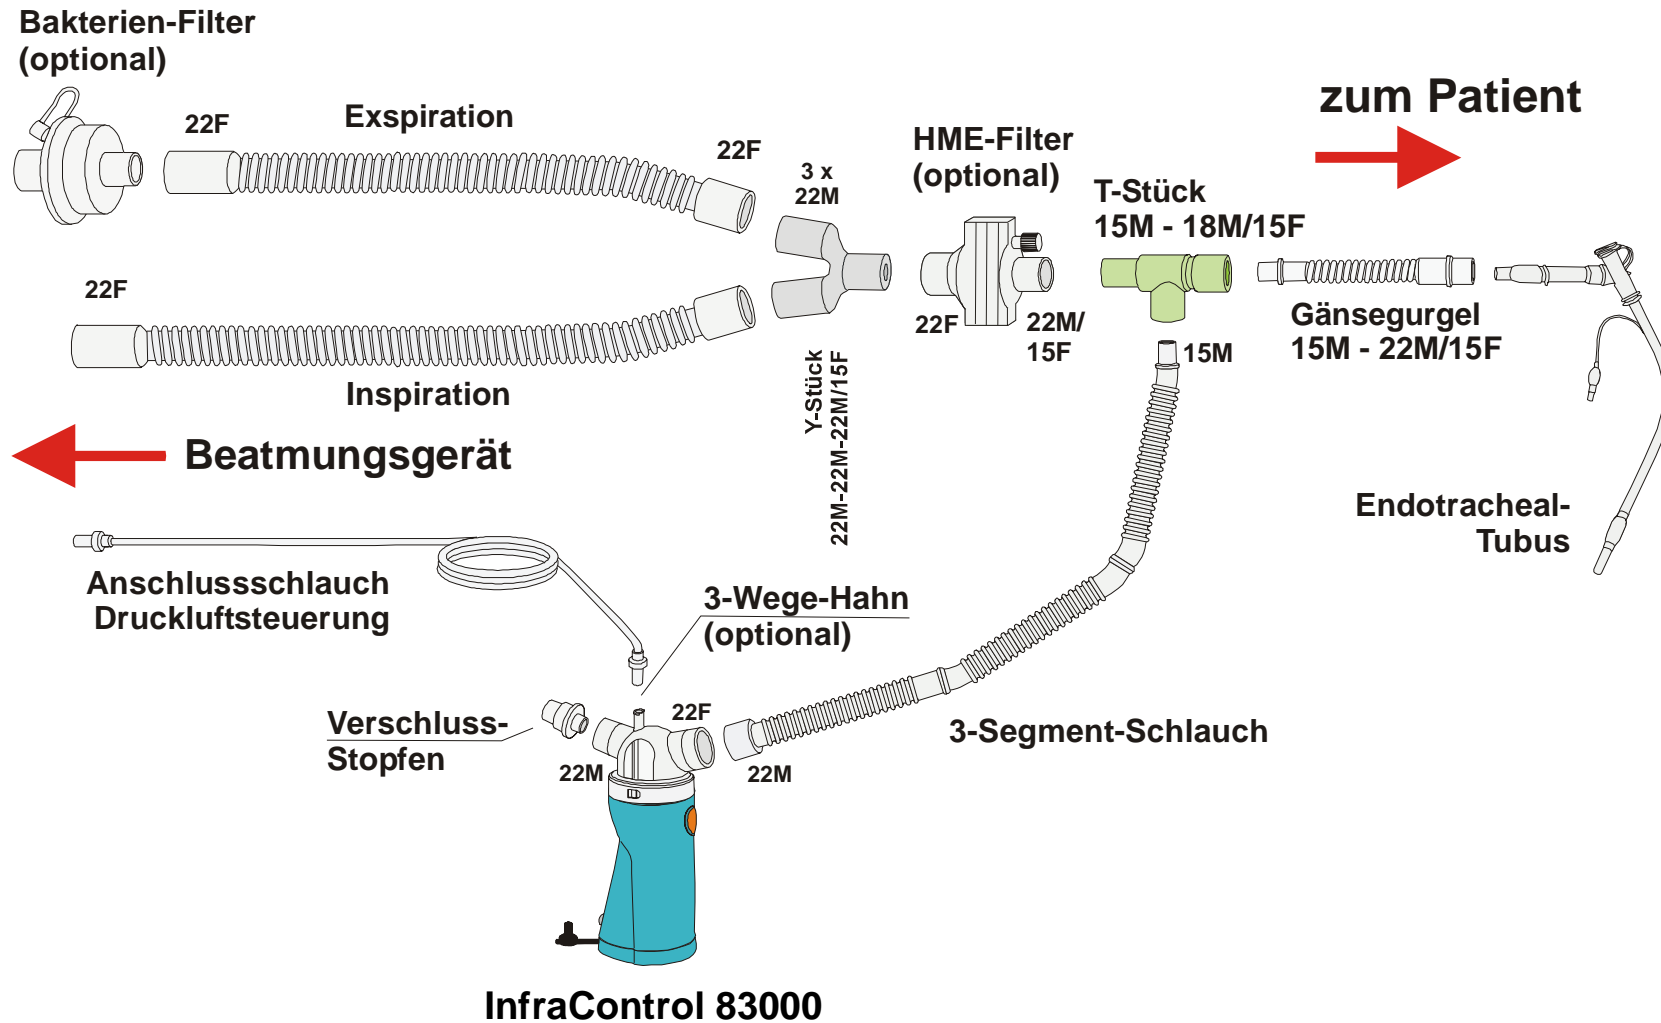 Bakterien-Filter
(optional)
22F
Exspiration
22F
3 x
22M
HME-Filter
(optional)
zum Patient
T-Stück
15M - 18M/15F
22F
Inspiration
Y-Stück
22M-22M-22M/15F
22F
22M/
15F
15M
Gänsegurgel
15M - 22M/15F
Beatmungsgerät
Endotracheal-
Tubus
Anschlussschlauch
Druckluftsteuerung
3-Wege-Hahn
(optional)
Verschluss-
Stopfen
22M
22F
22M
3-Segment-Schlauch
InfraControl 83000